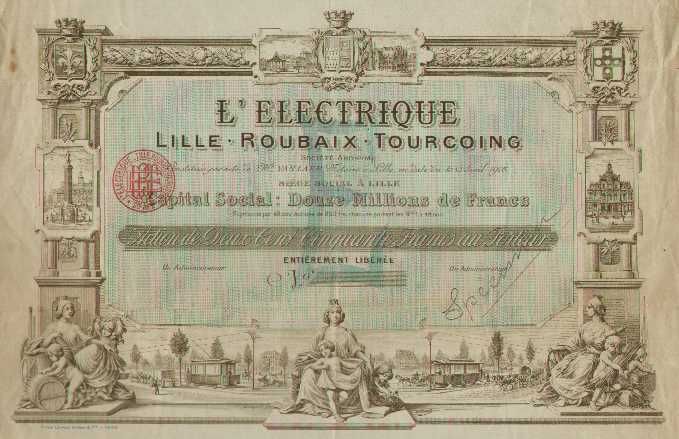 L'ELECTRIQUE
LILLE · ROUBAIX · TOURCOING
SOCIÉTÉ ANONYME
SIÈGE SOCIAL À LILLE
Capital Social: Douze Millions de Francs
Action de Deux Cent Cinquante Francs au Porteur
ENTIÈREMENT LIBÉRÉE
Un Administrateur
Un Administrateur
Specimen